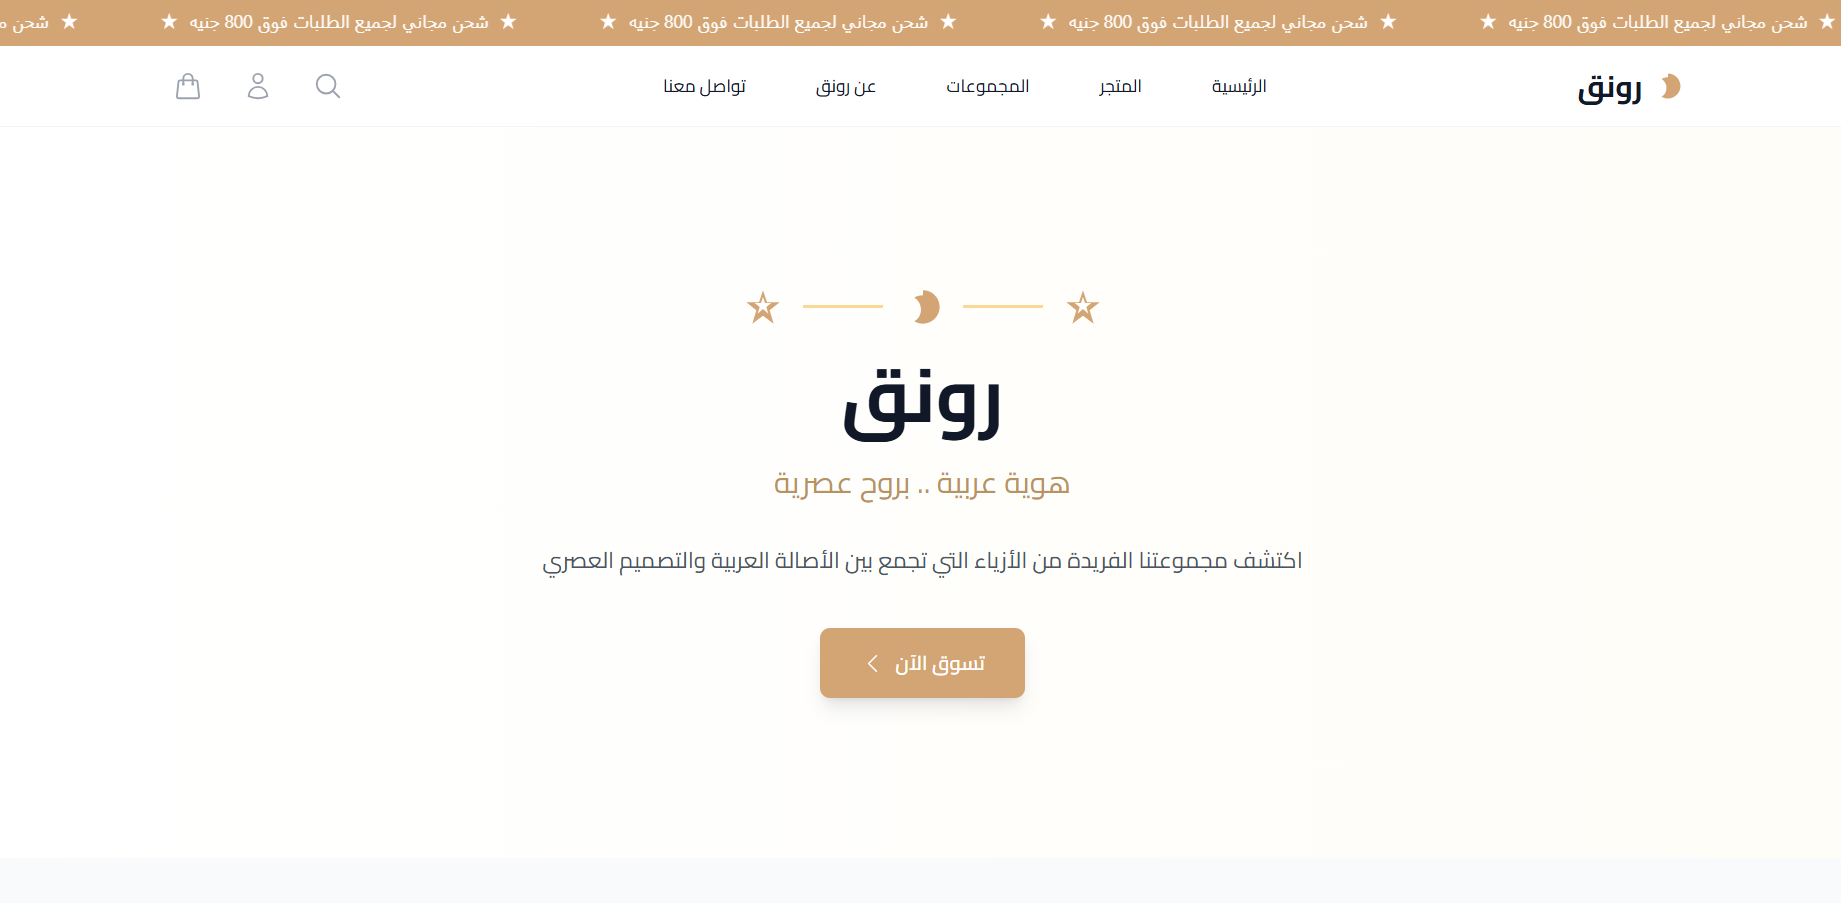 ★ شحن مجاني لجميع الطلبات فوق 800 جنيه ★ شحن مجاني لجميع الطلبات فوق 800 جنيه ★ شحن مجاني لجميع الطلبات فوق 800 جنيه ★ شحن مجاني لجميع الطلبات فوق 800 جنيه ★ شحن
رونق
الرئيسية
المتجر
المجموعات
عن رونق
تواصل معنا
رونق
هوية عربية .. بروح عصرية
اكتشف مجموعتنا الفريدة من الأزياء التي تجمع بين الأصالة العربية والتصميم العصري
تسوق الآن